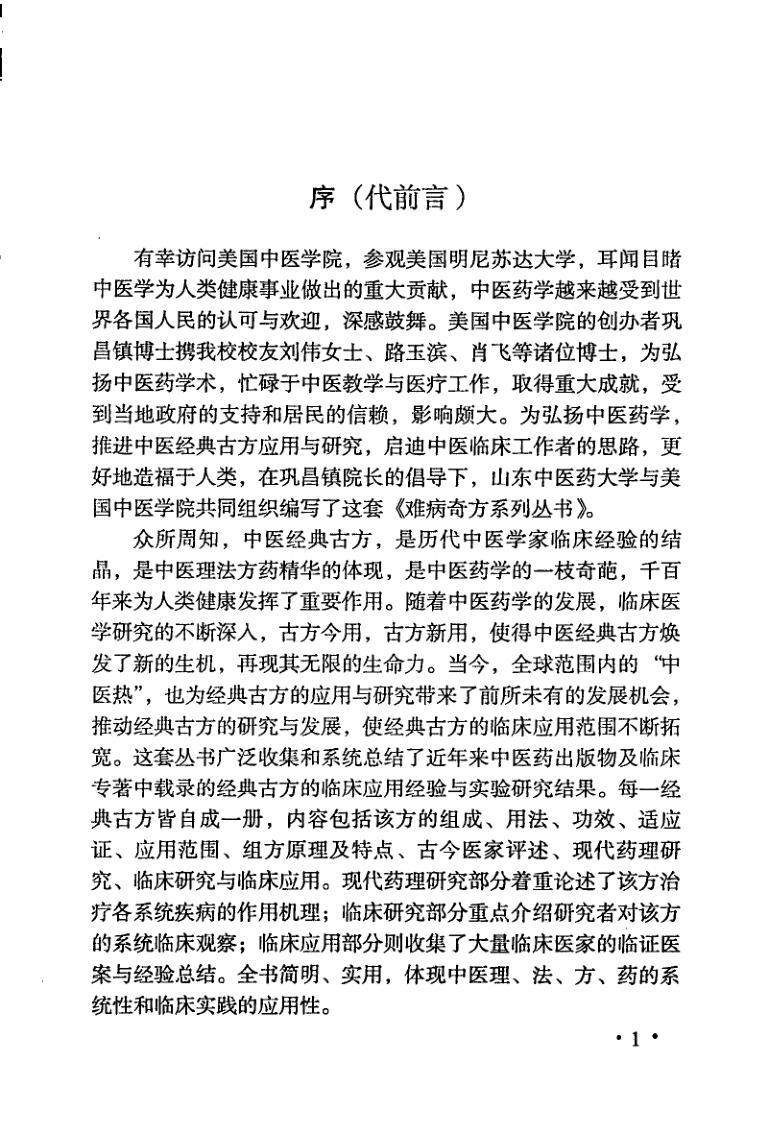 序（代前言）
有幸访问美国中医学院，参观美国明尼苏达大学，耳闻目睹
中医学为人类健康事业做出的重大贡献，中医药学越来越受到世
界各国人民的认可与欢迎，深感鼓舞。美国中医学院的创办者巩
昌镇博士携我校校友刘伟女士、路玉滨、肖飞等诸位博士，为弘
扬中医药学术，忙碌于中医教学与医疗工作，取得重大成就，受
到当地政府的支持和居民的信赖，影响颇大。为弘扬中医药学，
推进中医经典古方应用与研究，启迪中医临床工作者的思路，更
好地造福于人类，在巩昌镇院长的倡导下，山东中医药大学与美
国中医学院共同组织编写了这套《难病奇方系列丛书》。
众所周知，中医经典古方，是历代中医学家临床经验的结
晶，是中医理法方药精华的体现，是中医药学的一枝奇葩，千百
年来为人类健康发挥了重要作用。随着中医药学的发展，临床医
学研究的不断深入，古方今用，古方新用，使得中医经典古方焕
发了新的生机，再现其无限的生命力。当今，全球范围内的“中
医热”，也为经典古方的应用与研究带来了前所未有的发展机会，
推动经典古方的研究与发展，使经典古方的临床应用范围不断拓
宽。这套丛书广泛收集和系统总结了近年来中医药出版物及临床
专著中载录的经典古方的临床应用经验与实验研究结果。每一经
典古方皆自成一册，内容包括该方的组成、用法、功效、适应
证、应用范围、组方原理及特点、古今医家评述、现代药理研
究、临床研究与临床应用。现代药理研究部分着重论述了该方治
疗各系统疾病的作用机理；临床研究部分重点介绍研究者对该方
的系统临床观察；临床应用部分则收集了大量临床医家的临证医
案与经验总结。全书简明、实用，体现中医理、法、方、药的系
统性和临床实践的应用性。
·1·